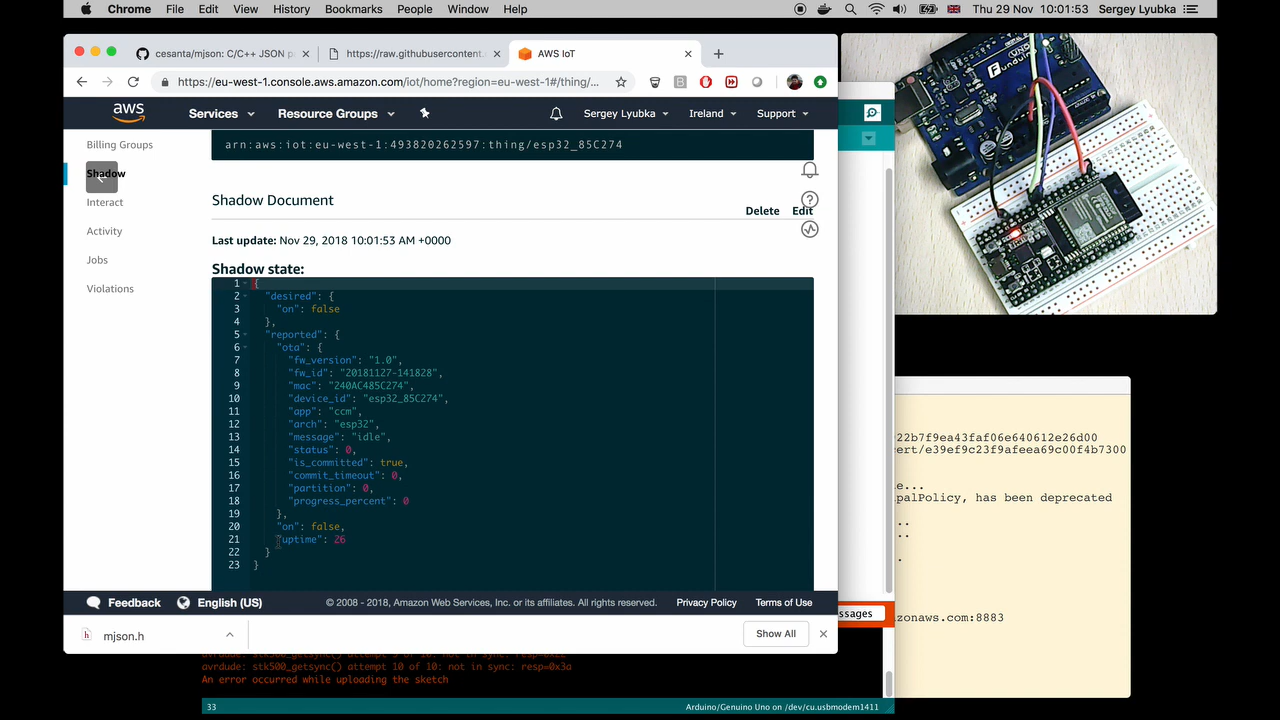 Chrome File Edit View History Bookmarks People Window Help Thu 29 Nov 10:01:53 Sergey Lyubka
cesanta/mjson: C/C++ JSON p
https://raw.githubusercontent.
AWS IoT
https://eu-west-1.console.aws.amazon.com/iot/home?region=eu-west-1#/thing/...
aws Services Resource Groups Sergey Lyubka Ireland Support
Billing Groups
Shadow
Interact
Activity
Jobs
Violations
arn:aws:iot:eu-west-1:493820262597:thing/esp32_85C274
Shadow Document
Delete Edit
Last update: Nov 29, 2018 10:01:53 AM +0000
Shadow state:
1 {
2 "desired": {
3 "on": false
4 },
5 "reported": {
6 "ota": {
7 "fw_version": "1.0",
8 "fw_id": "20181127-141828",
9 "mac": "240AC485C274",
10 "device_id": "esp32_85C274",
11 "app": "ccm",
12 "arch": "esp32",
13 "message": "idle",
14 "status": 0,
15 "is_committed": true,
16 "commit_timeout": 0,
17 "partition": 0,
18 "progress_percent": 0
19 },
20 "on": false,
21 "uptime": 26
22 }
23 }
Feedback English (US) © 2008 - 2018, Amazon Web Services, Inc. or its affiliates. All rights reserved. Privacy Policy Terms of Use
mjson.h
Show All
22b7f9ea43faf06e640612e26d00
ert/e39ef9c23f9afeea69c00f4b7300
e...
palPolicy, has been deprecated
..
..
.
zonaws.com:8883
ssages
avrdude: stk500_getsync() attempt 10 of 10: not in sync: resp=0x3a
An error occurred while uploading the sketch
33
Arduino/Genuino Uno on /dev/cu.usbmodem1411
UNO
Funduino